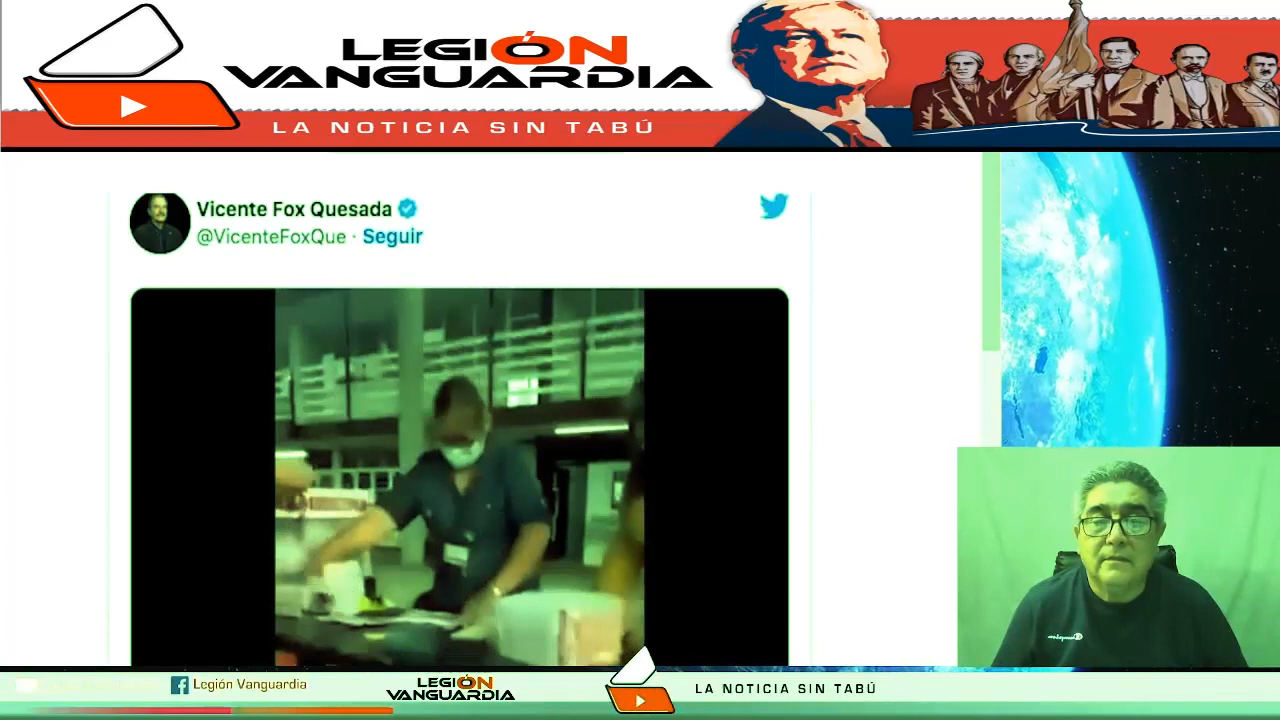 LEGIÓN
VANGUARDIA
LA NOTICIA SIN TABÚ
Vicente Fox Quesada
@VicenteFoxQue · Seguir
Legión Vanguardia
LEGIÓN
VANGUARDIA
LA NOTICIA SIN TABÚ